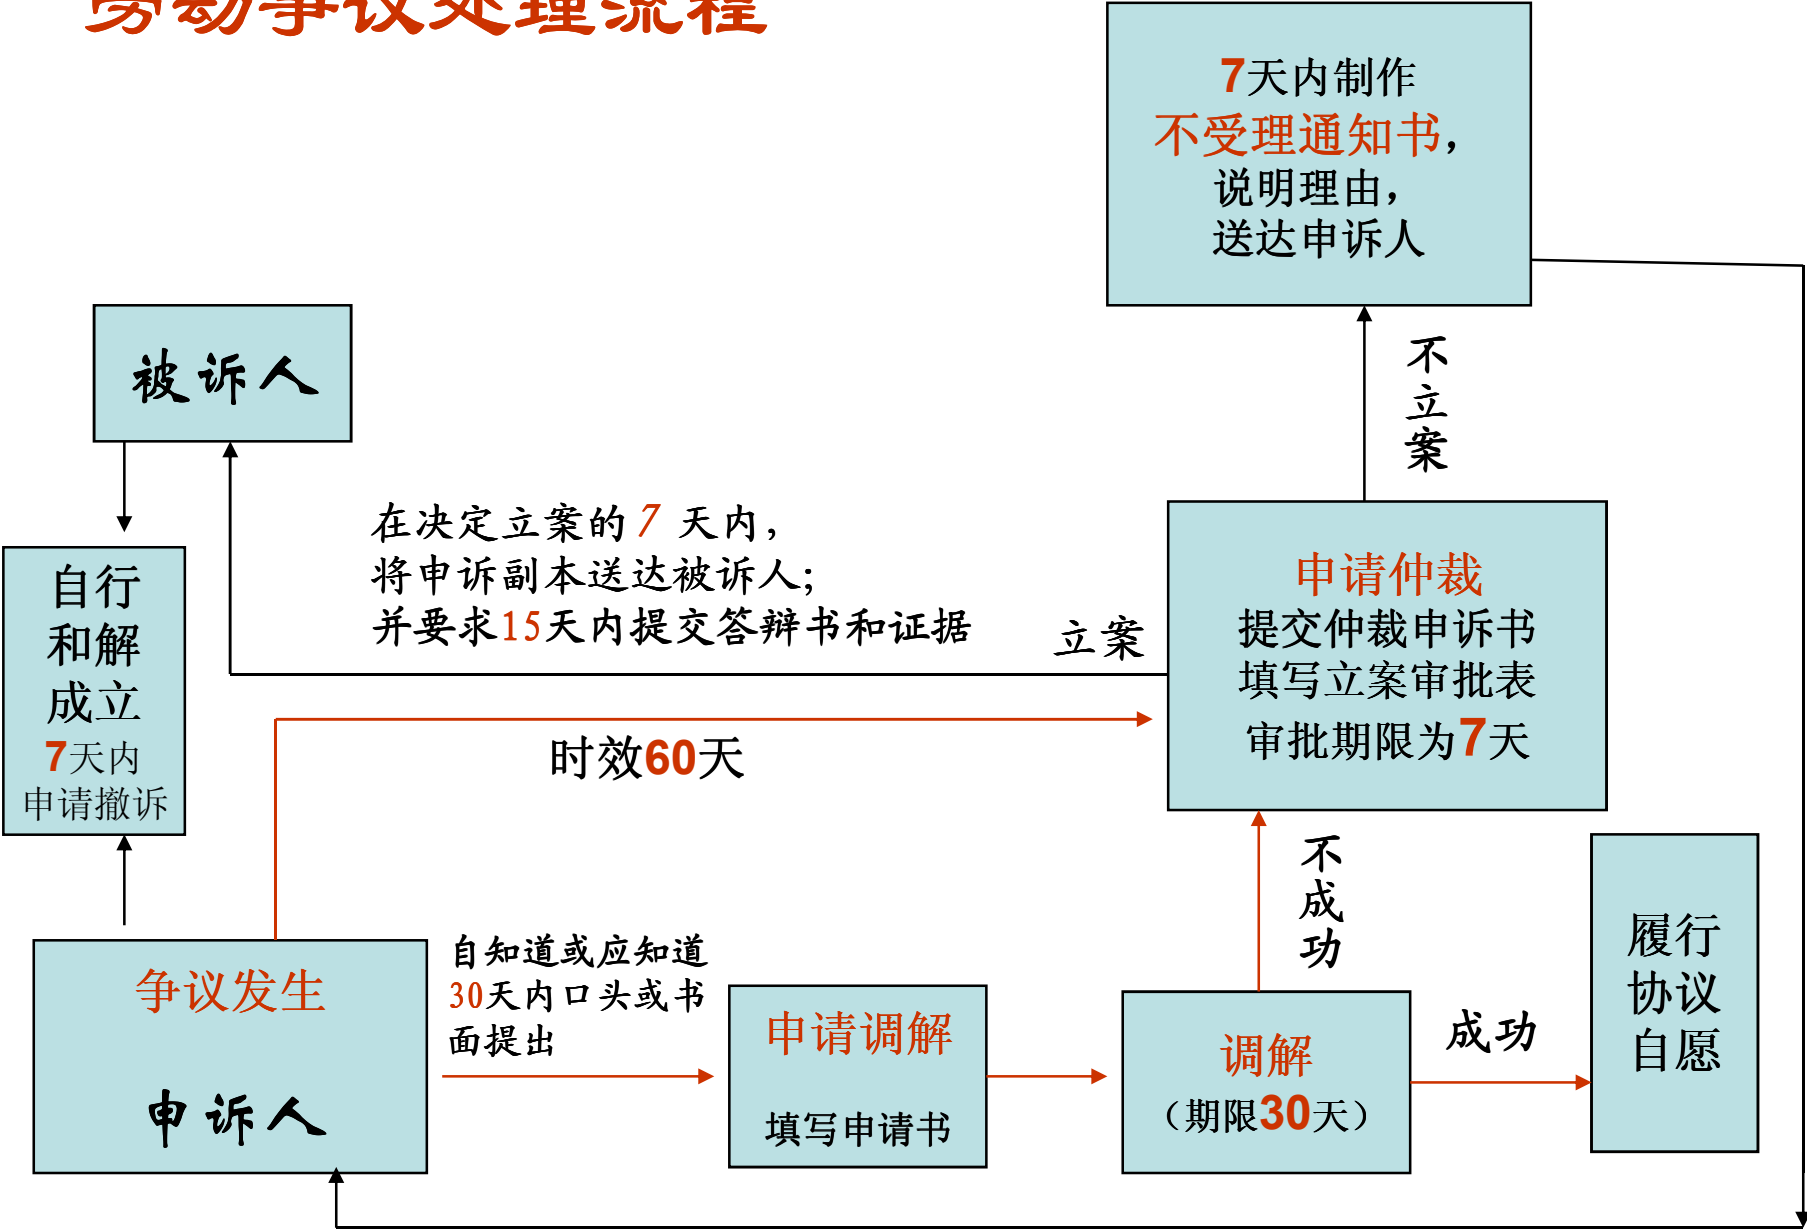 劳动争议处理流程
7天内制作
不受理通知书，
说明理由，
送达申诉人
被诉人
不
立
案
在决定立案的 7 天内，
将申诉副本送达被诉人;
并要求15天内提交答辩书和证据
立案
申请仲裁
提交仲裁申诉书
填写立案审批表
审批期限为7天
自行
和解
成立
7天内
申请撤诉
时效60天
不
成
功
履行
协议
自愿
争议发生
申诉人
自知道或应知道
30天内口头或书
面提出
申请调解
填写申请书
调解
（期限30天）
成功